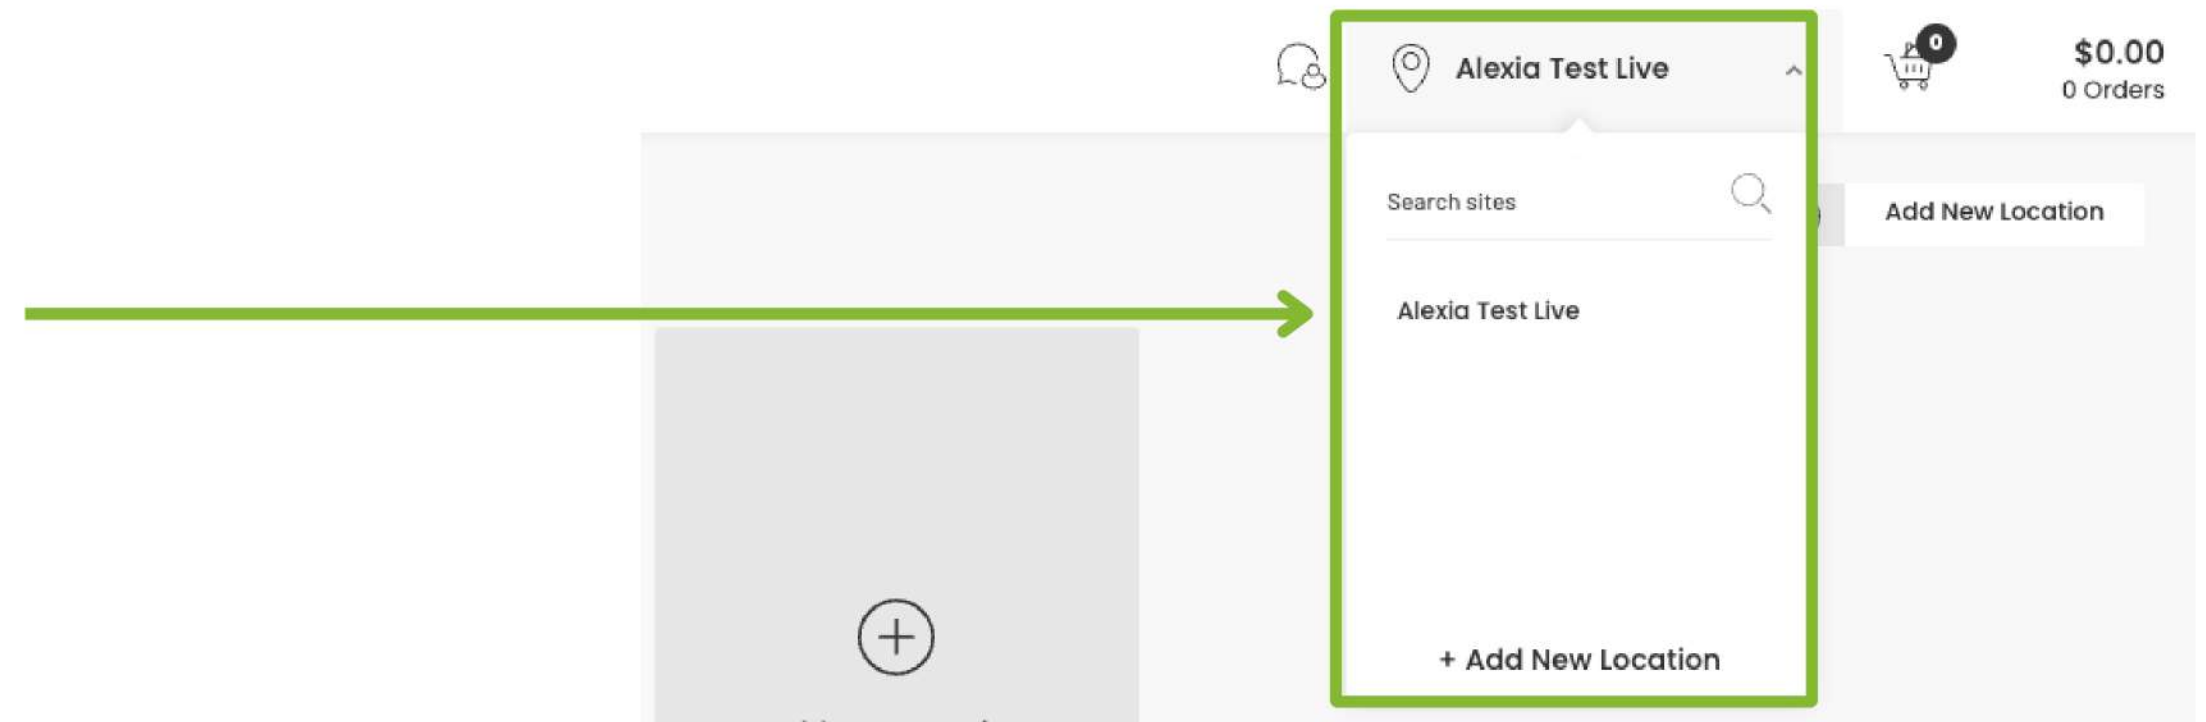 Alexia Test Live
0
$0.00
0 Orders
Search sites
Add New Location
Alexia Test Live
+ Add New Location